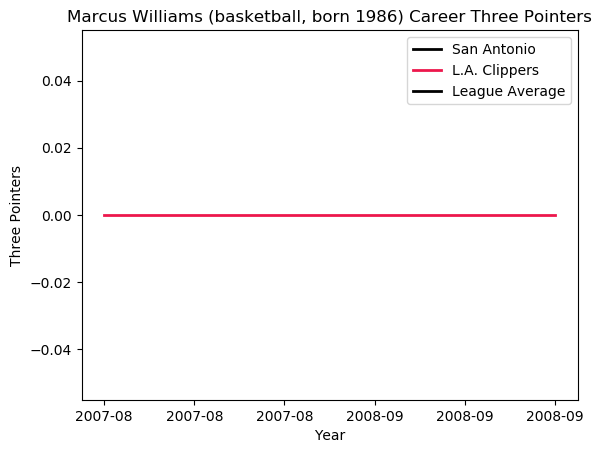 Marcus Williams (basketball, born 1986) Career Three Pointers
San Antonio
L.A. Clippers
League Average
0.04
0.02
0.00
−0.02
−0.04
Three Pointers
2007-08 2007-08 2007-08 2008-09 2008-09 2008-09
Year